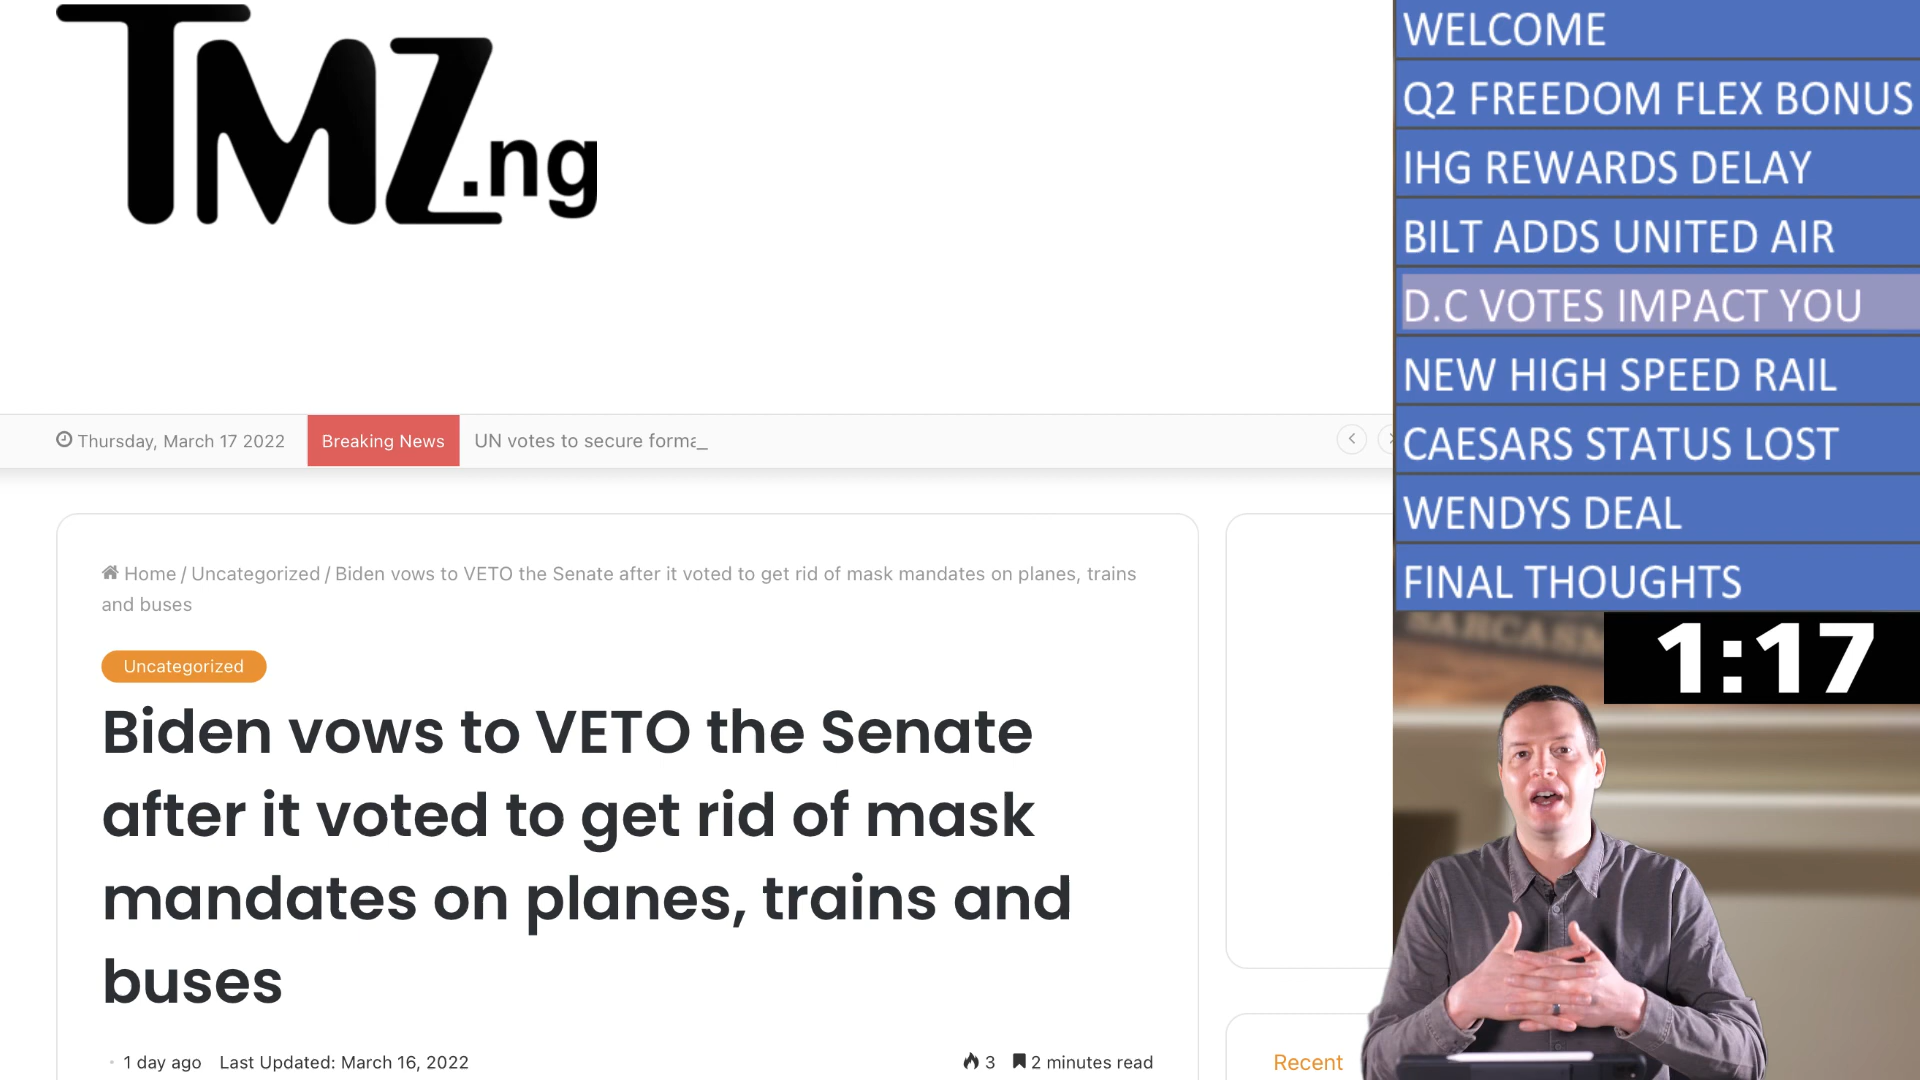 TMZ.ng
Thursday, March 17 2022
Breaking News
UN votes to secure forma_
Home / Uncategorized / Biden vows to VETO the Senate after it voted to get rid of mask mandates on planes, trains
and buses
Uncategorized
Biden vows to VETO the Senate
after it voted to get rid of mask
mandates on planes, trains and
buses
1 day ago Last Updated: March 16, 2022
3 2 minutes read
Recent
WELCOME
Q2 FREEDOM FLEX BONUS
IHG REWARDS DELAY
BILT ADDS UNITED AIR
D.C VOTES IMPACT YOU
NEW HIGH SPEED RAIL
CAESARS STATUS LOST
WENDYS DEAL
FINAL THOUGHTS
SARCASM
1:17